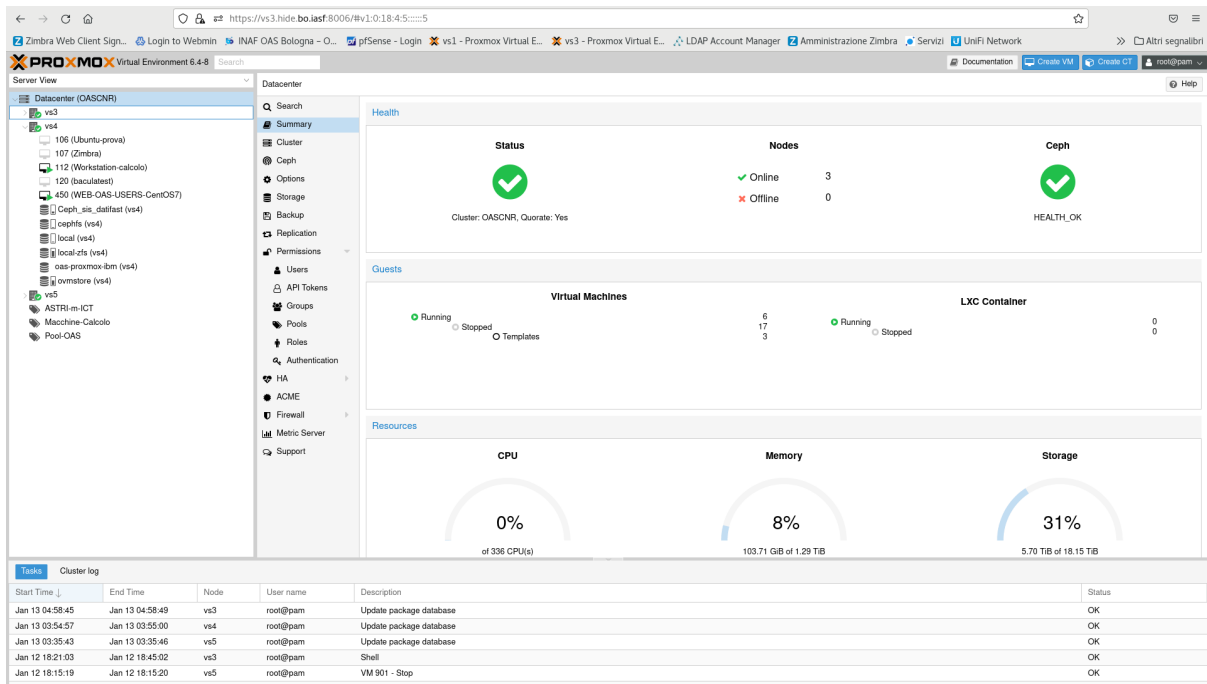 https://vs3.hide.bo.iasf:8006/#v1:0:18:4:5::::::5
Zimbra Web Client Sign... Login to Webmin INAF OAS Bologna – O... pfSense - Login vs1 - Proxmox Virtual E... vs3 - Proxmox Virtual E... LDAP Account Manager Amministrazione Zimbra Servizi UniFi Network Altri segnalibri
PROXMOX Virtual Environment 6.4-8 Search Documentation Create VM Create CT root@pam
Server View
Datacenter (OASCNR)
vs3
vs4
106 (Ubuntu-prova)
107 (Zimbra)
112 (Workstation-calcolo)
120 (baculatest)
450 (WEB-OAS-USERS-CentOS7)
Ceph_sis_datifast (vs4)
cephfs (vs4)
local (vs4)
local-zfs (vs4)
oas-proxmox-ibm (vs4)
ovmstore (vs4)
vs5
ASTRI-m-ICT
Macchine-Calcolo
Pool-OAS
Datacenter Help
Search
Summary
Cluster
Ceph
Options
Storage
Backup
Replication
Permissions
Users
API Tokens
Groups
Pools
Roles
Authentication
HA
ACME
Firewall
Metric Server
Support
Health
Status Nodes Ceph
Online 3
Offline 0
Cluster: OASCNR, Quorate: Yes HEALTH_OK
Guests
Virtual Machines
Running 6
Stopped 17
Templates 3
LXC Container
Running 0
Stopped 0
Resources
CPU Memory Storage
0% 8% 31%
of 336 CPU(s) 103.71 GiB of 1.29 TiB 5.70 TiB of 18.15 TiB
Tasks Cluster log
Start Time ↓ End Time Node User name Description Status
Jan 13 04:58:45 Jan 13 04:58:49 vs3 root@pam Update package database OK
Jan 13 03:54:57 Jan 13 03:55:00 vs4 root@pam Update package database OK
Jan 13 03:35:43 Jan 13 03:35:46 vs5 root@pam Update package database OK
Jan 12 18:21:03 Jan 12 18:45:02 vs3 root@pam Shell OK
Jan 12 18:15:19 Jan 12 18:15:20 vs5 root@pam VM 901 - Stop OK